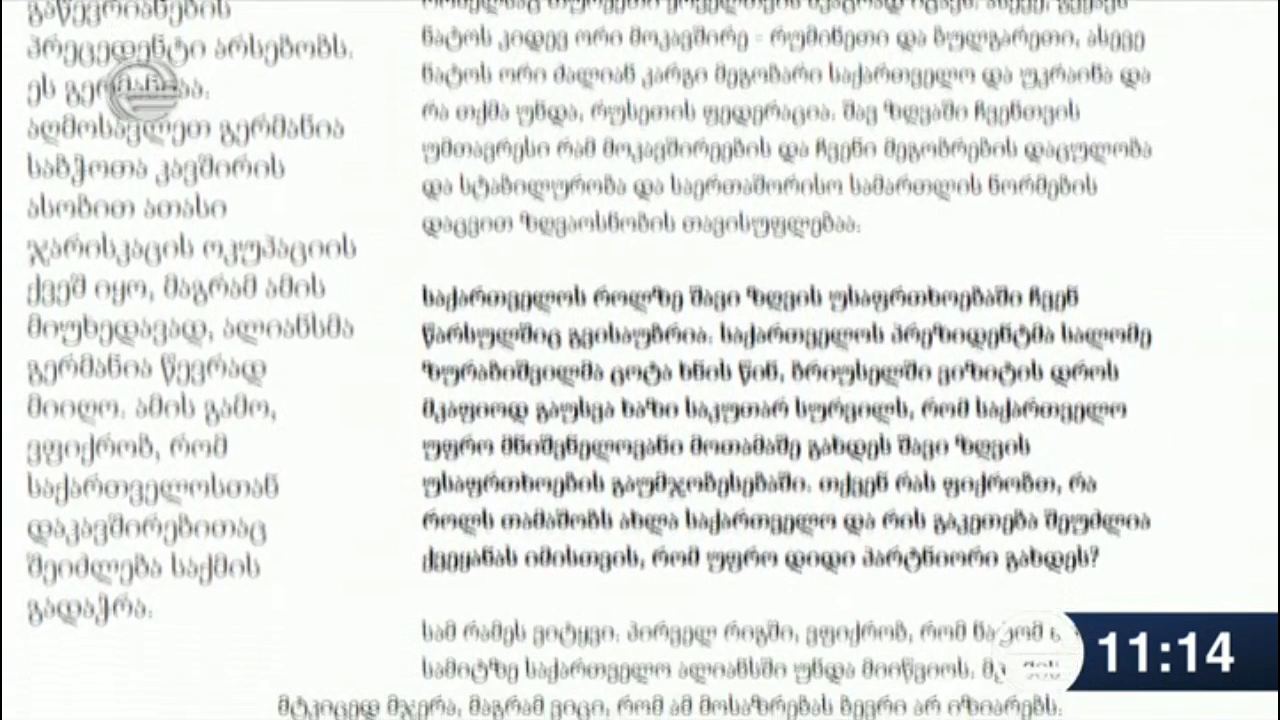 გაწევრიანების
პრეცედენტი არსებობს.
ეს გერმანიაა.
აღმოსავლეთ გერმანია
საბჭოთა კავშირის
ასობით ათასი
ჯარისკაცის ოკუპაციის
ქვეშ იყო, მაგრამ ამის
მიუხედავად, ალიანსმა
გერმანია წევრად
მიიღო. ამის გამო,
ვფიქრობ, რომ
საქართველოსთან
დაკავშირებითაც
შეიძლება საქმის
გადაჭრა.
ნატოს კიდევ ორი მოკავშირე - რუმინეთი და ბულგარეთი, ასევე
ნატოს ორი ძალიან კარგი მეგობარი საქართველო და უკრაინა და
რა თქმა უნდა, რუსეთის ფედერაცია. შავ ზღვაში ჩვენთვის
უმთავრესი რამ მოკავშირეების და ჩვენი მეგობრების დაცულობა
და სტაბილურობა და საერთაშორისო სამართლის ნორმების
დაცვით ზღვაოსნობის თავისუფლებაა.
საქართველოს როლზე შავი ზღვის უსაფრთხოებაში ჩვენ
წარსულშიც გვისაუბრია. საქართველოს პრეზიდენტმა სალომე
ზურაბიშვილმა ცოტა ხნის წინ, ბრიუსელში ვიზიტის დროს
მკაფიოდ გაუსვა ხაზი საკუთარ სურვილს, რომ საქართველო
უფრო მნიშვნელოვანი მოთამაშე გახდეს შავი ზღვის
უსაფრთხოების გაუმჯობესებაში. თქვენ რას ფიქრობთ, რა
როლს თამაშობს ახლა საქართველო და რის გაკეთება შეუძლია
ქვეყანას იმისთვის, რომ უფრო დიდი პარტნიორი გახდეს?
სამ რამეს ვიტყვი. პირველ რიგში, ვფიქრობ, რომ
სამიტზე საქართველო ალიანსში უნდა მიიწვიოს.
მტკიცედ მჯერა, მაგრამ ვიცი, რომ ამ მოსაზრებას ბევრი არ იზიარებს.
11:14